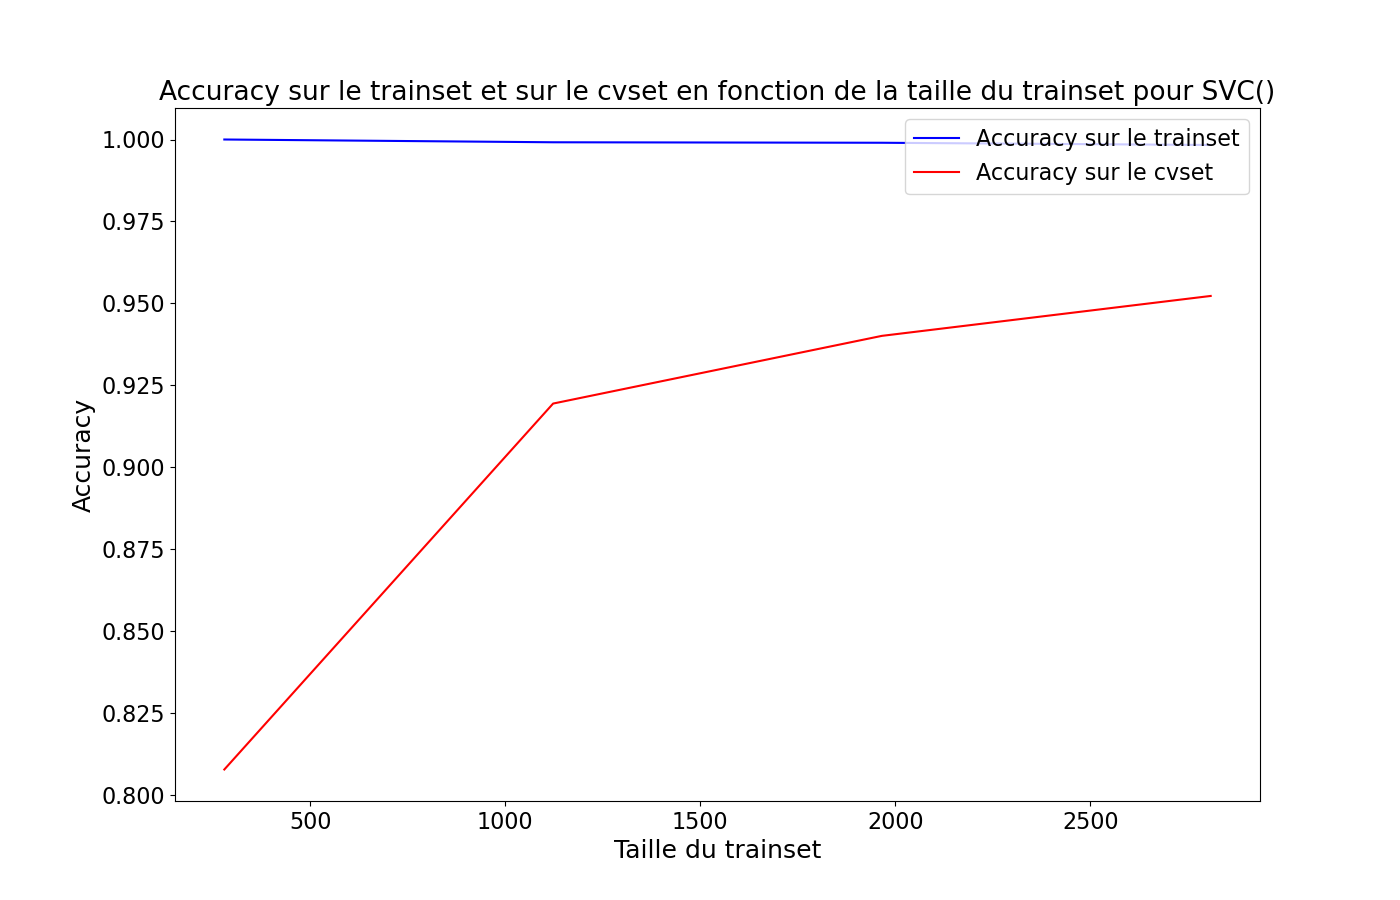 Accuracy sur le trainset et sur le cvset en fonction de la taille du trainset pour SVC()
Accuracy sur le trainset
Accuracy sur le cvset
1.000
0.975
0.950
0.925
0.900
0.875
0.850
0.825
0.800
Accuracy
500 1000 1500 2000 2500
Taille du trainset